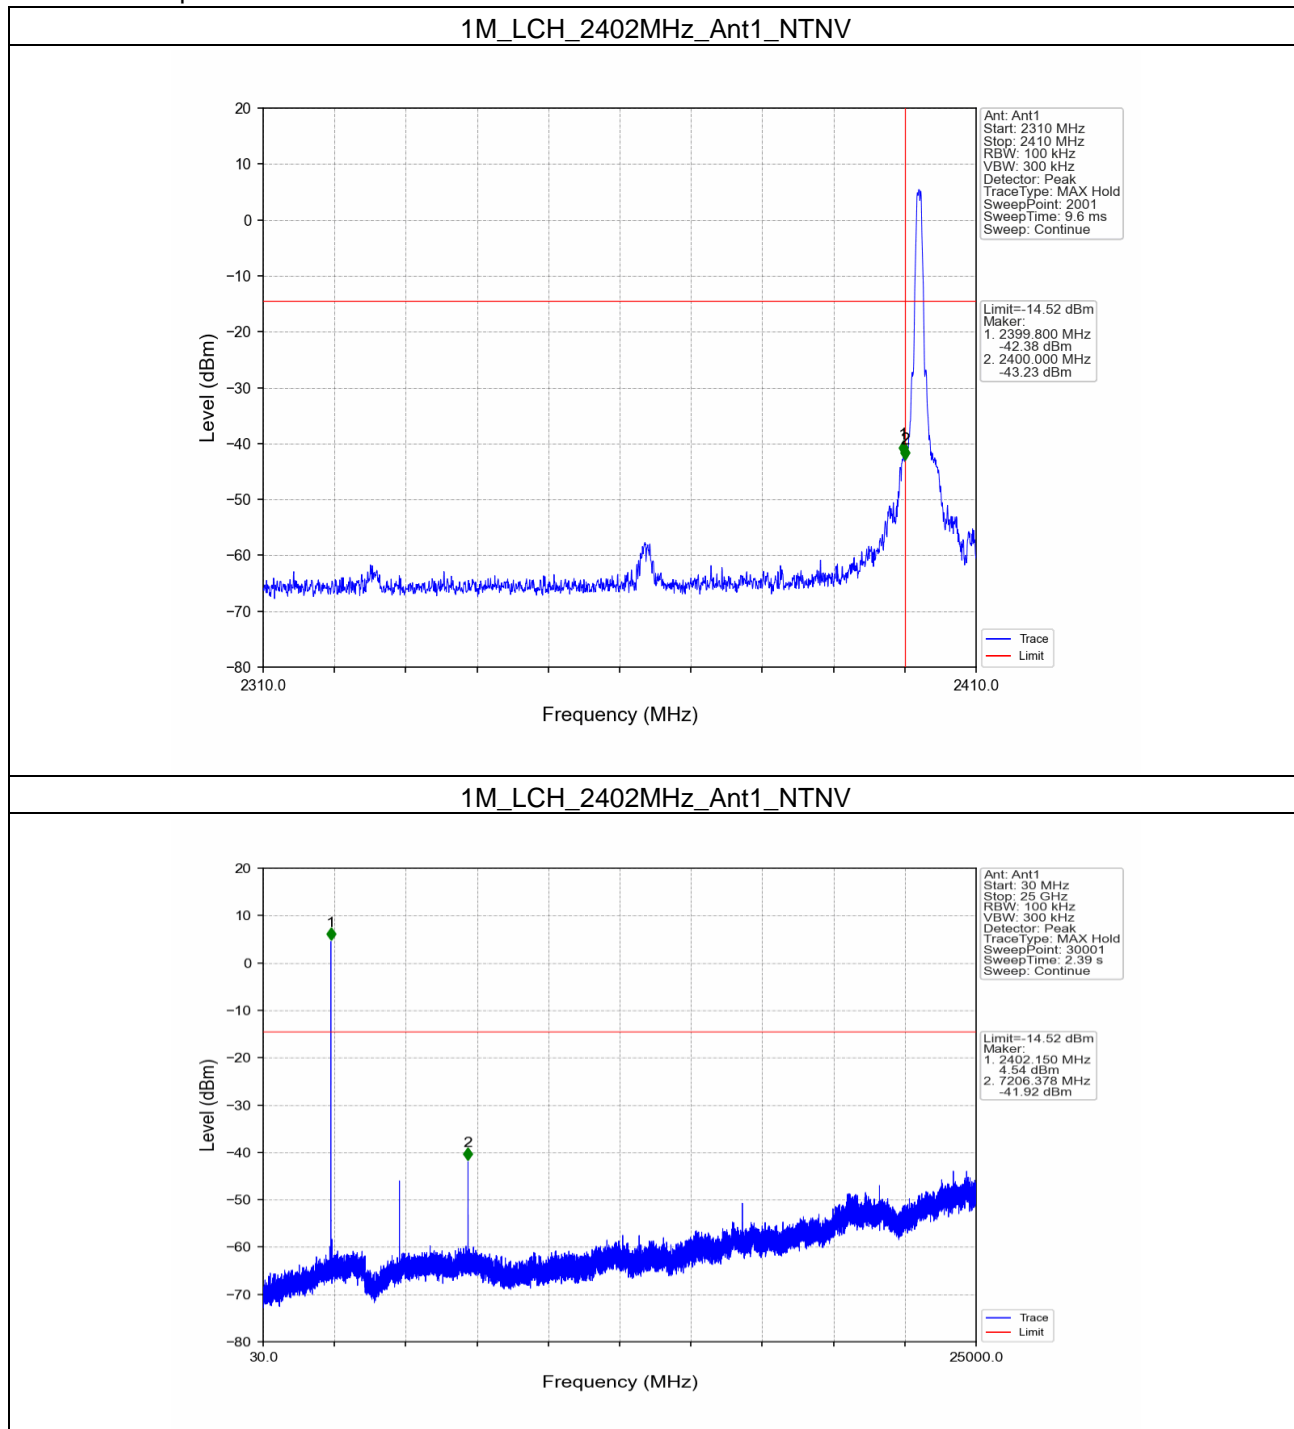 1M_LCH_2402MHz_Ant1_NTNV
20
10
0
−10
−20
−30
−40
−50
−60
−70
−80
Level (dBm)
2310.0
2410.0
Frequency (MHz)
1
2
Ant: Ant1
Start: 2310 MHz
Stop: 2410 MHz
RBW: 100 kHz
VBW: 300 kHz
Detector: Peak
TraceType: MAX Hold
SweepPoint: 2001
SweepTime: 9.6 ms
Sweep: Continue
Limit=-14.52 dBm
Maker:
1. 2399.800 MHz
-42.38 dBm
2. 2400.000 MHz
-43.23 dBm
Trace
Limit
1M_LCH_2402MHz_Ant1_NTNV
20
10
0
−10
−20
−30
−40
−50
−60
−70
−80
Level (dBm)
30.0
25000.0
Frequency (MHz)
1
2
Ant: Ant1
Start: 30 MHz
Stop: 25 GHz
RBW: 100 kHz
VBW: 300 kHz
Detector: Peak
TraceType: MAX Hold
SweepPoint: 30001
SweepTime: 2.39 s
Sweep: Continue
Limit=-14.52 dBm
Maker:
1. 2402.150 MHz
4.54 dBm
2. 7206.378 MHz
-41.92 dBm
Trace
Limit